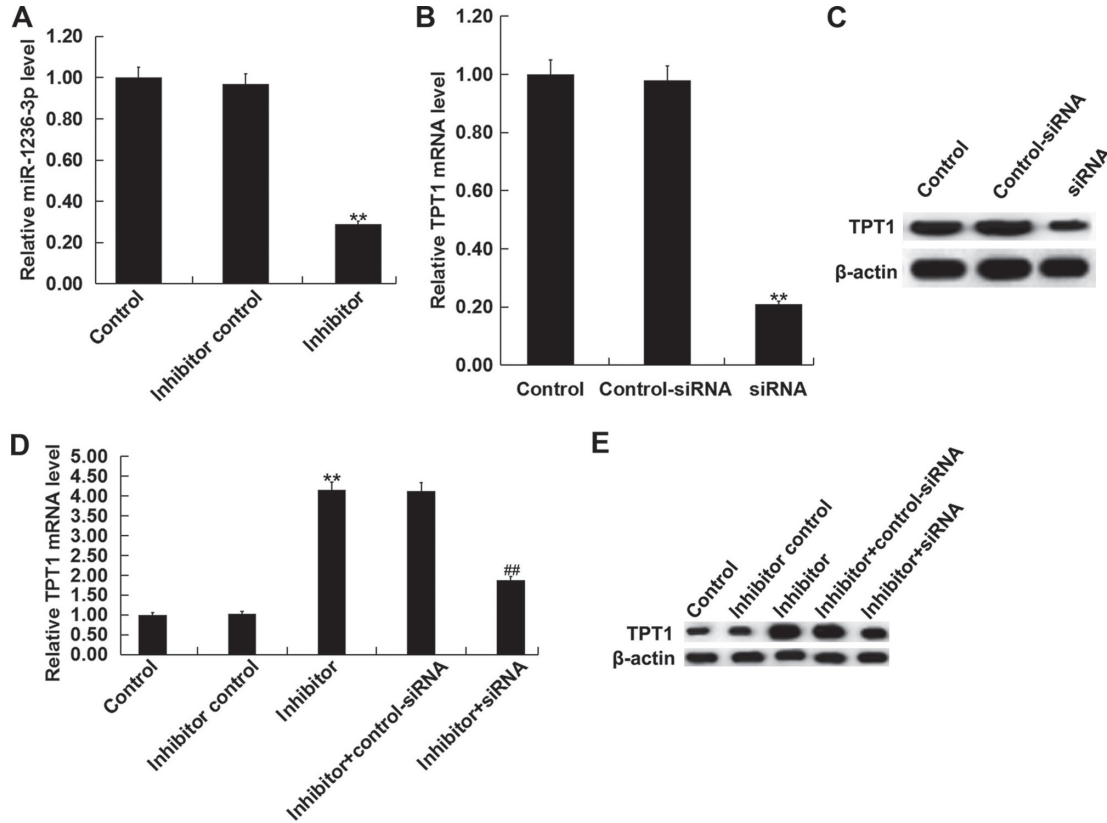 A
Relative miR-1236-3p level
1.20
1.00
0.80
0.60
0.40
0.20
0.00
**
Control
Inhibitor control
Inhibitor
B
Relative TPT1 mRNA level
1.20
1.00
0.80
0.60
0.40
0.20
0.00
**
Control
Control-siRNA
siRNA
C
Control
Control-siRNA
siRNA
TPT1
β-actin
D
Relative TPT1 mRNA level
5.00
4.50
4.00
3.50
3.00
2.50
2.00
1.50
1.00
0.50
0.00
**
##
Control
Inhibitor control
Inhibitor
Inhibitor+control-siRNA
Inhibitor+siRNA
E
Control
Inhibitor control
Inhibitor
Inhibitor+control-siRNA
Inhibitor+siRNA
TPT1
β-actin